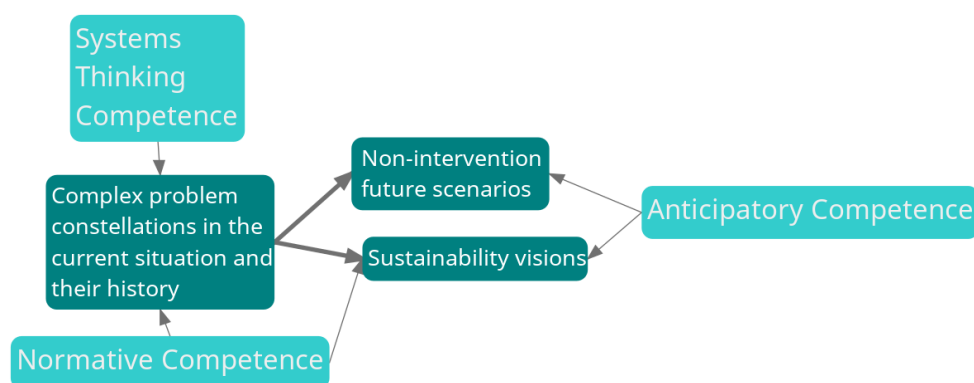 Systems
Thinking
Competence
Complex problem
constellations in the
current situation and
their history
Normative Competence
Non-intervention
future scenarios
Sustainability visions
Anticipatory Competence